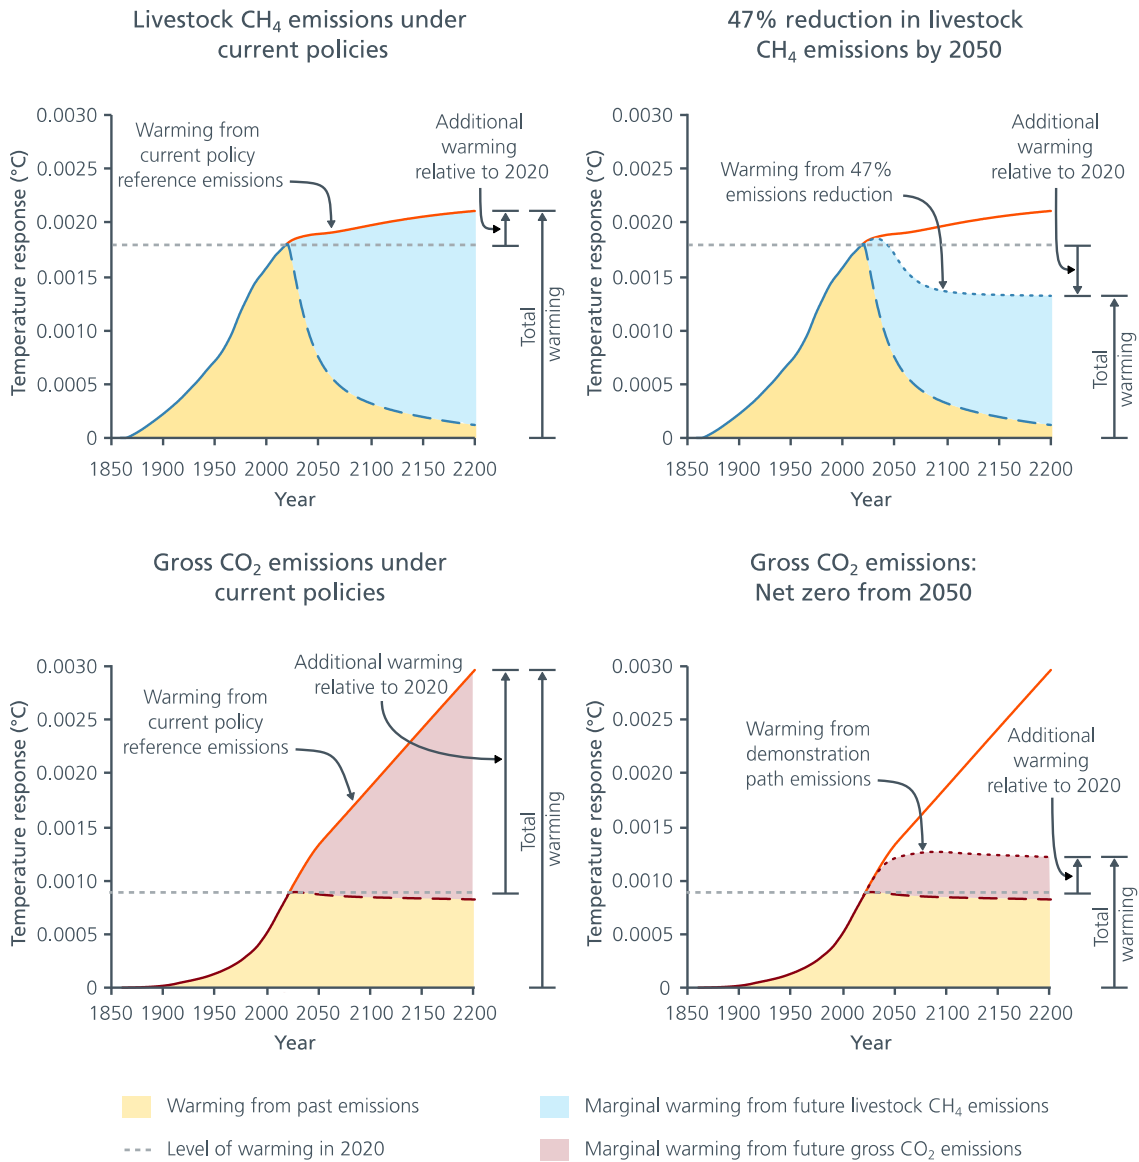 Livestock CH₄ emissions under
current policies
0.0030
0.0025
0.0020
0.0015
0.0010
0.0005
0
Temperature response (°C)
Warming from
current policy
reference emissions
Additional
warming
relative to 2020
Total
warming
1850 1900 1950 2000 2050 2100 2150 2200
Year
47% reduction in livestock
CH₄ emissions by 2050
0.0030
0.0025
0.0020
0.0015
0.0010
0.0005
0
Temperature response (°C)
Warming from 47%
emissions reduction
Additional
warming
relative to 2020
Total
warming
1850 1900 1950 2000 2050 2100 2150 2200
Year
Gross CO₂ emissions under
current policies
0.0030
0.0025
0.0020
0.0015
0.0010
0.0005
0
Temperature response (°C)
Additional warming
relative to 2020
Warming from
current policy
reference emissions
Total
warming
1850 1900 1950 2000 2050 2100 2150 2200
Year
Gross CO₂ emissions:
Net zero from 2050
0.0030
0.0025
0.0020
0.0015
0.0010
0.0005
0
Temperature response (°C)
Warming from
demonstration
path emissions
Additional
warming
relative to 2020
Total
warming
1850 1900 1950 2000 2050 2100 2150 2200
Year
Warming from past emissions
Marginal warming from future livestock CH₄ emissions
Level of warming in 2020
Marginal warming from future gross CO₂ emissions